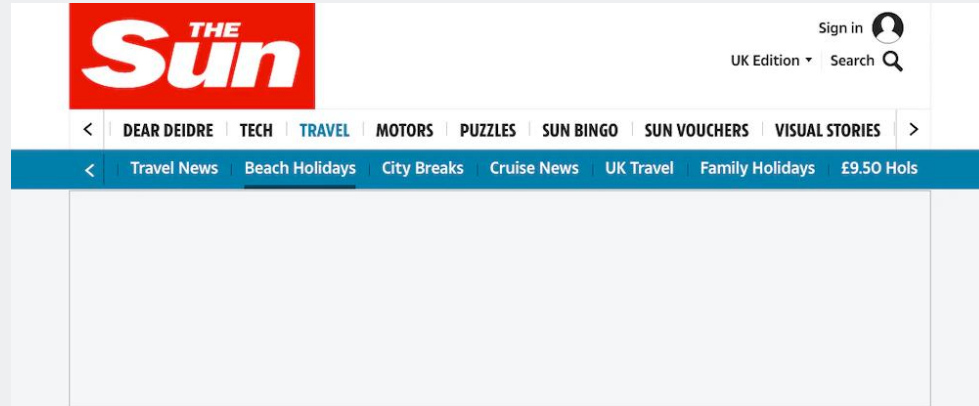 THE
Sun
Sign in
UK Edition Search
DEAR DEIDRE TECH TRAVEL MOTORS PUZZLES SUN BINGO SUN VOUCHERS VISUAL STORIES
Travel News Beach Holidays City Breaks Cruise News UK Travel Family Holidays £9.50 Hols